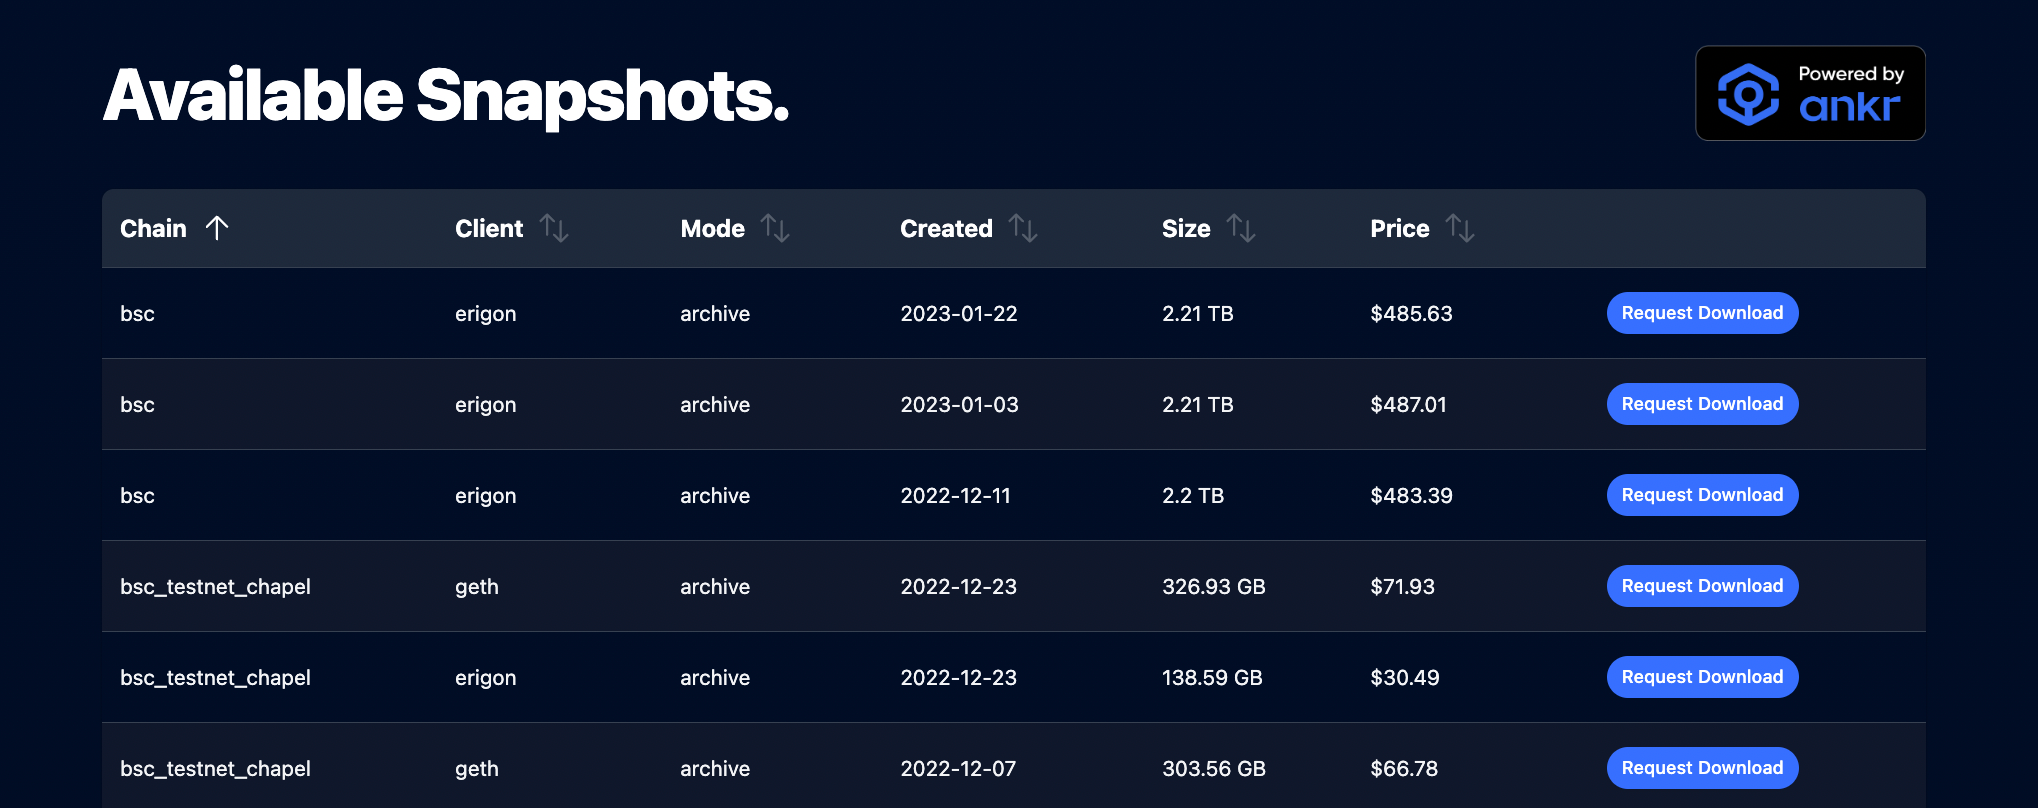 Available Snapshots.
Powered by
ankr
Chain Client Mode Created Size Price
bsc erigon archive 2023-01-22 2.21 TB $485.63 Request Download
bsc erigon archive 2023-01-03 2.21 TB $487.01 Request Download
bsc erigon archive 2022-12-11 2.2 TB $483.39 Request Download
bsc_testnet_chapel geth archive 2022-12-23 326.93 GB $71.93 Request Download
bsc_testnet_chapel erigon archive 2022-12-23 138.59 GB $30.49 Request Download
bsc_testnet_chapel geth archive 2022-12-07 303.56 GB $66.78 Request Download